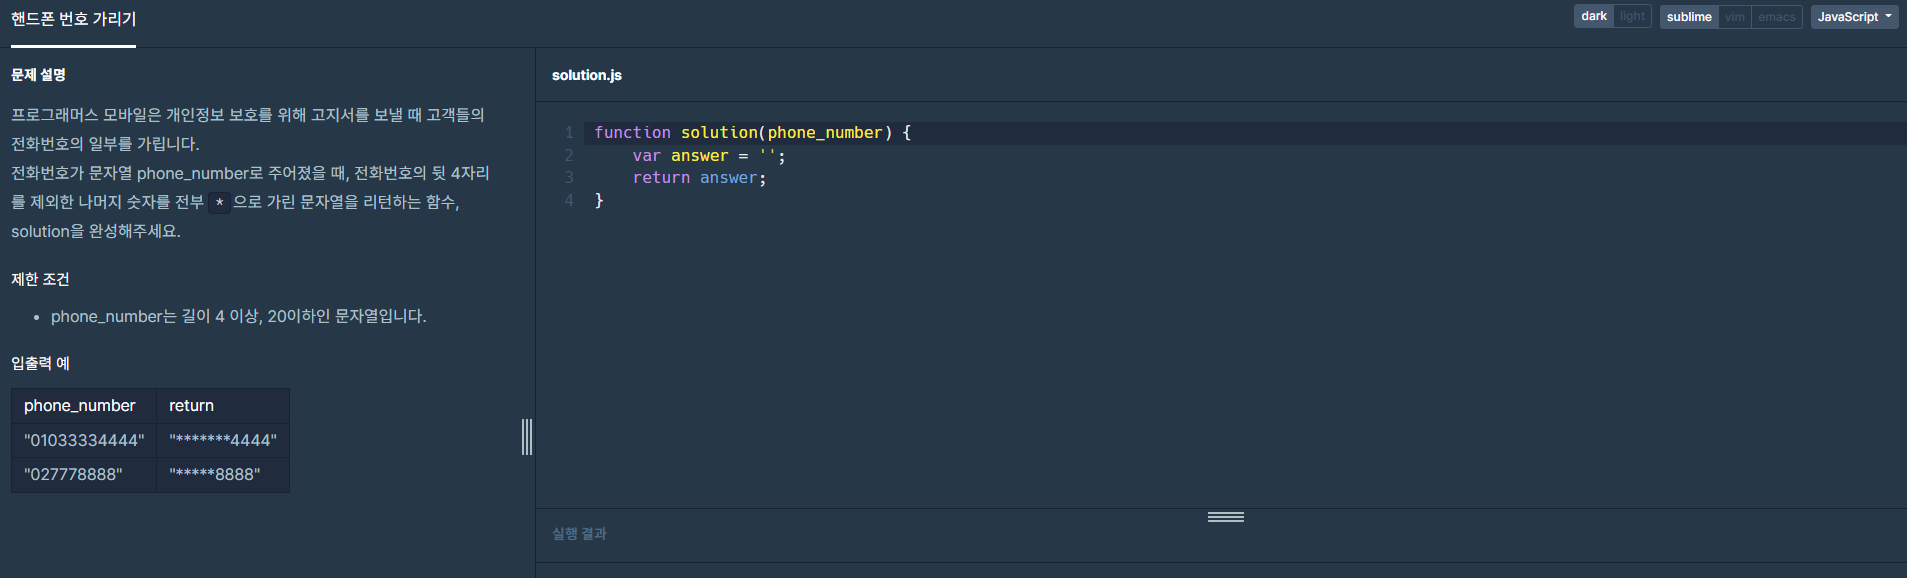 핸드폰 번호 가리기
dark light sublime vim emacs JavaScript
문제 설명
프로그래머스 모바일은 개인정보 보호를 위해 고지서를 보낼 때 고객들의
전화번호의 일부를 가립니다.
전화번호가 문자열 phone_number로 주어졌을 때, 전화번호의 뒷 4자리
를 제외한 나머지 숫자를 전부 * 으로 가린 문자열을 리턴하는 함수,
solution을 완성해주세요.
제한 조건
• phone_number는 길이 4 이상, 20이하인 문자열입니다.
입출력 예
phone_number return
"01033334444" "*******4444"
"027778888" "*****8888"
solution.js
1 function solution(phone_number) {
2     var answer = '';
3     return answer;
4 }
실행 결과